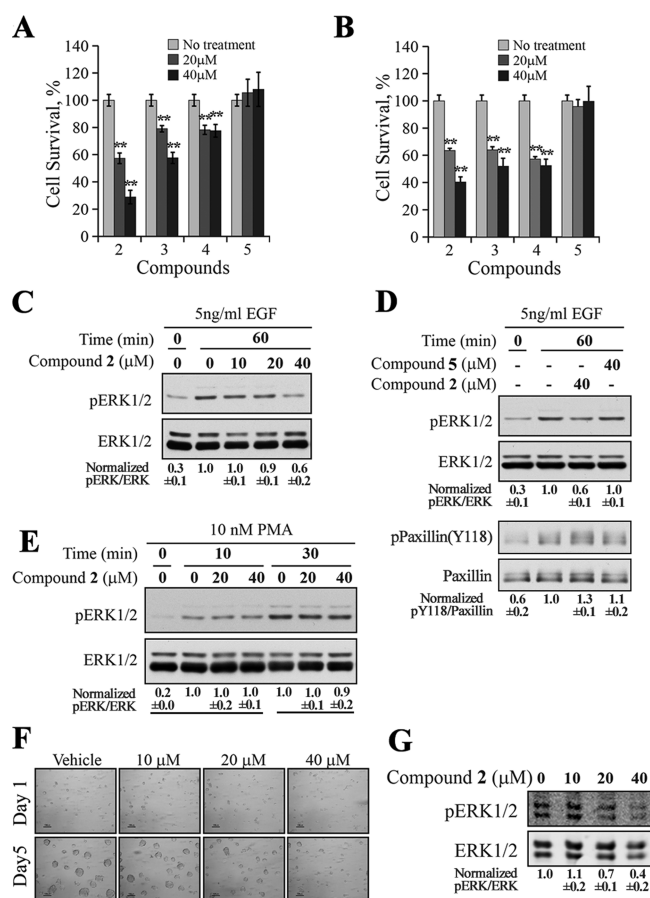 A
Cell Survival, %
140
120
100
80
60
40
20
0
No treatment
20μM
40μM
**
**
**
**
**
**
2 3 4 5
Compounds
B
Cell Survival, %
140
120
100
80
60
40
20
0
No treatment
20μM
40μM
**
**
**
**
**
**
2 3 4 5
Compounds
C
5ng/ml EGF
Time (min) 0 60
Compound 2 (μM) 0 0 10 20 40
pERK1/2
ERK1/2
Normalized 0.3 1.0 1.0 0.9 0.6
pERK/ERK ±0.1 ±0.1 ±0.1 ±0.2
D
5ng/ml EGF
Time (min) 0 60
Compound 5 (μM) - - - 40
Compound 2 (μM) - - 40 -
pERK1/2
ERK1/2
Normalized 0.3 1.0 0.6 1.0
pERK/ERK ±0.1 ±0.1 ±0.1
pPaxillin(Y118)
Paxillin
Normalized 0.6 1.0 1.3 1.1
pY118/Paxillin ±0.2 ±0.1 ±0.2
E
10 nM PMA
Time (min) 0 10 30
Compound 2 (μM) 0 0 20 40 0 20 40
pERK1/2
ERK1/2
Normalized 0.2 1.0 1.0 1.0 1.0 1.0 0.9
pERK/ERK ±0.0 ±0.2 ±0.1 ±0.1 ±0.2
F
Vehicle 10 μM 20 μM 40 μM
Day 1
Day5
G
Compound 2 (μM) 0 10 20 40
pERK1/2
ERK1/2
Normalized 1.0 1.1 0.7 0.4
pERK/ERK ±0.2 ±0.1 ±0.2